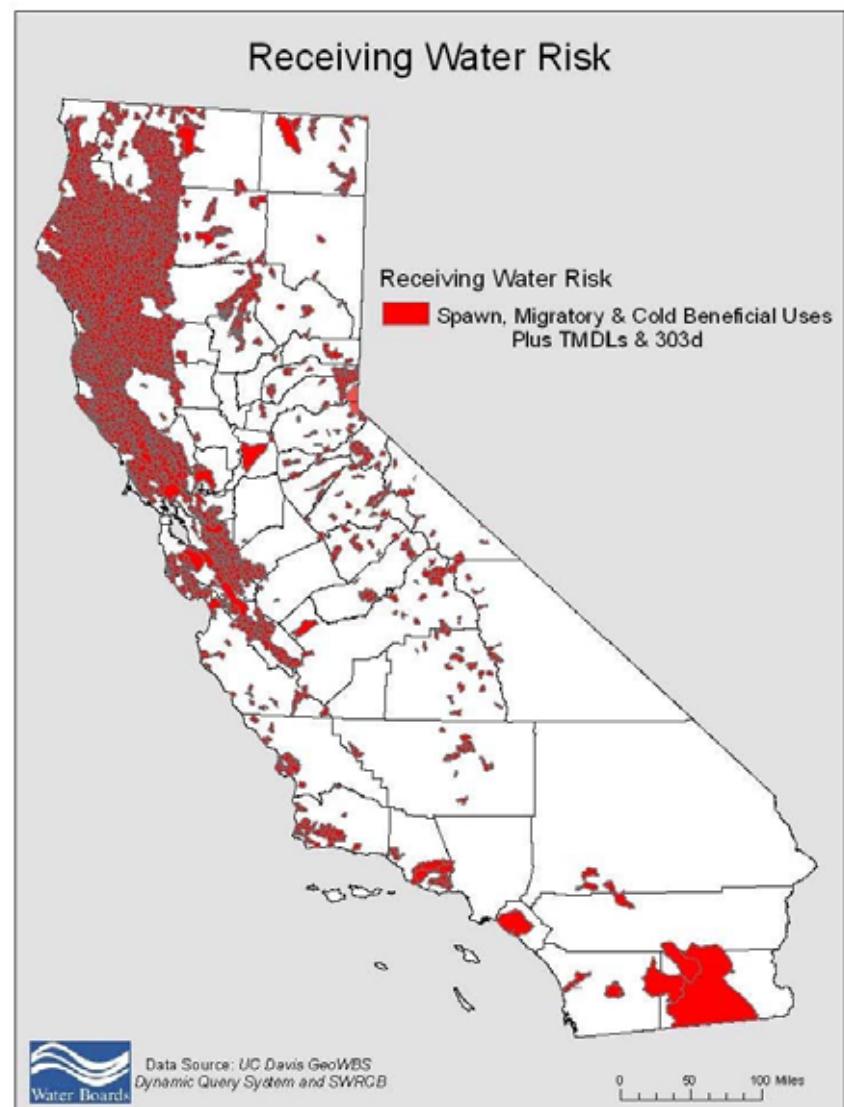 Receiving Water Risk
Receiving Water Risk
Spawn, Migratory & Cold Beneficial Uses
Plus TMDLs & 303d
Water Boards
Data Source: UC Davis GeoWBS
Dynamic Query System and SWRCB
0 50 100 Miles